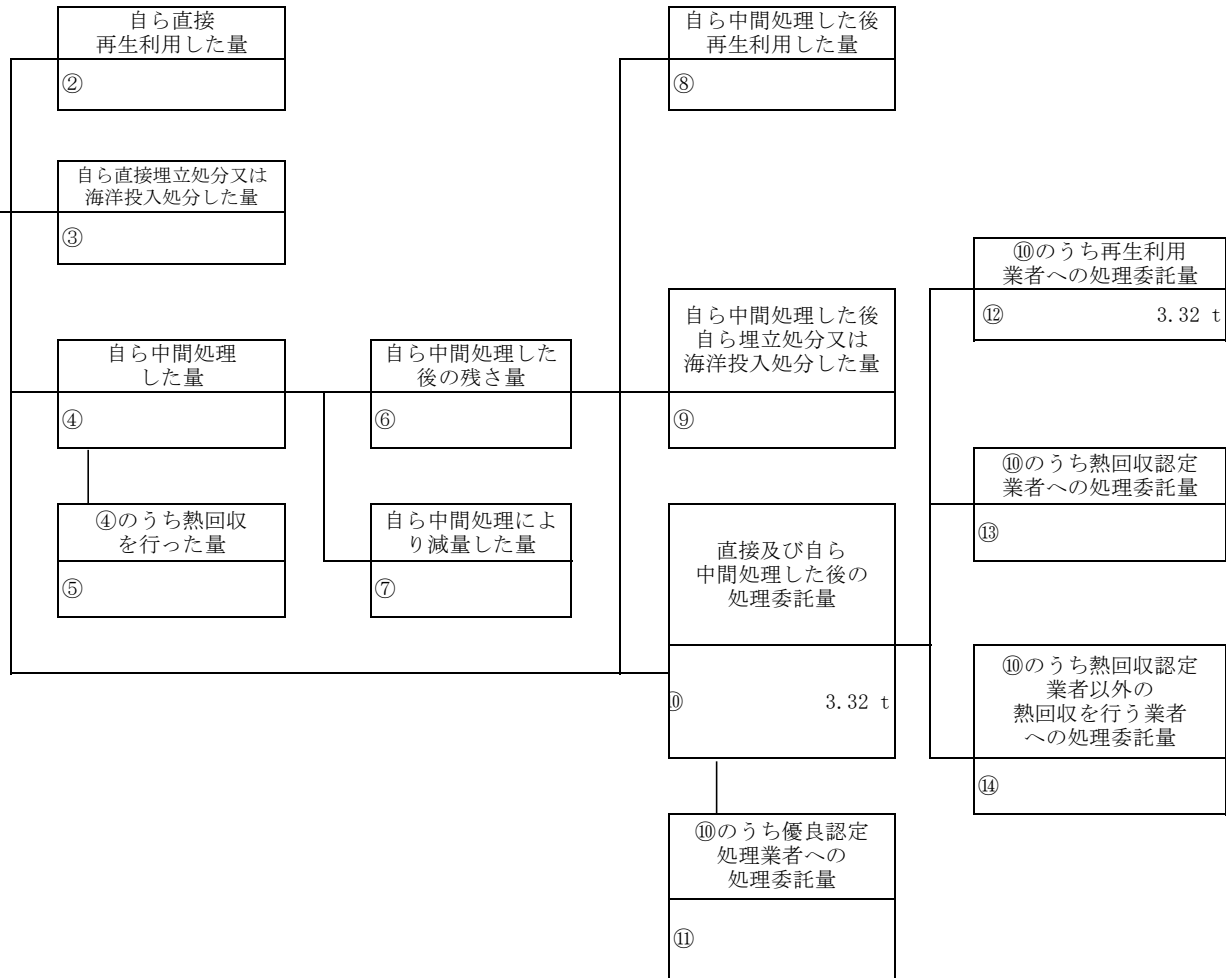 自ら直接
再生利用した量
②
自ら直接埋立処分又は
海洋投入処分した量
③
自ら中間処理
した量
④
④のうち熱回収
を行った量
⑤
自ら中間処理した
後の残さ量
⑥
自ら中間処理によ
り減量した量
⑦
自ら中間処理した後
再生利用した量
⑧
自ら中間処理した後
自ら埋立処分又は
海洋投入処分した量
⑨
直接及び自ら
中間処理した後の
処理委託量
⑩ 3.32 t
⑩のうち優良認定
処理業者への
処理委託量
⑪
⑩のうち再生利用
業者への処理委託量
⑫ 3.32 t
⑩のうち熱回収認定
業者への処理委託量
⑬
⑩のうち熱回収認定
業者以外の
熱回収を行う業者
への処理委託量
⑭